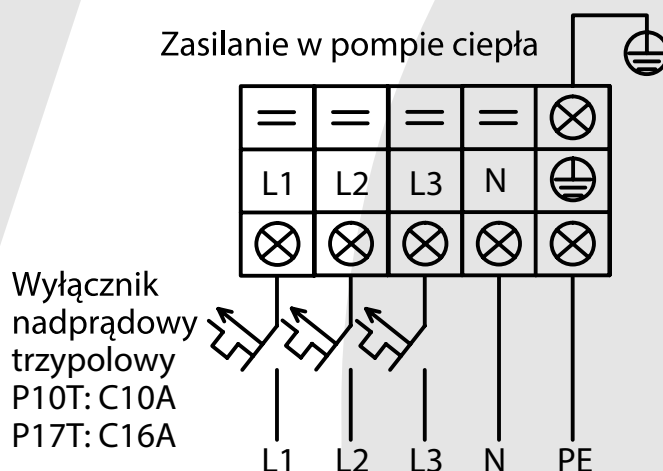 Zasilanie w pompie ciepła
L1 L2 L3 N
Wyłącznik
nadprądowy
trzypolowy
P10T: C10A
P17T: C16A
L1 L2 L3 N PE